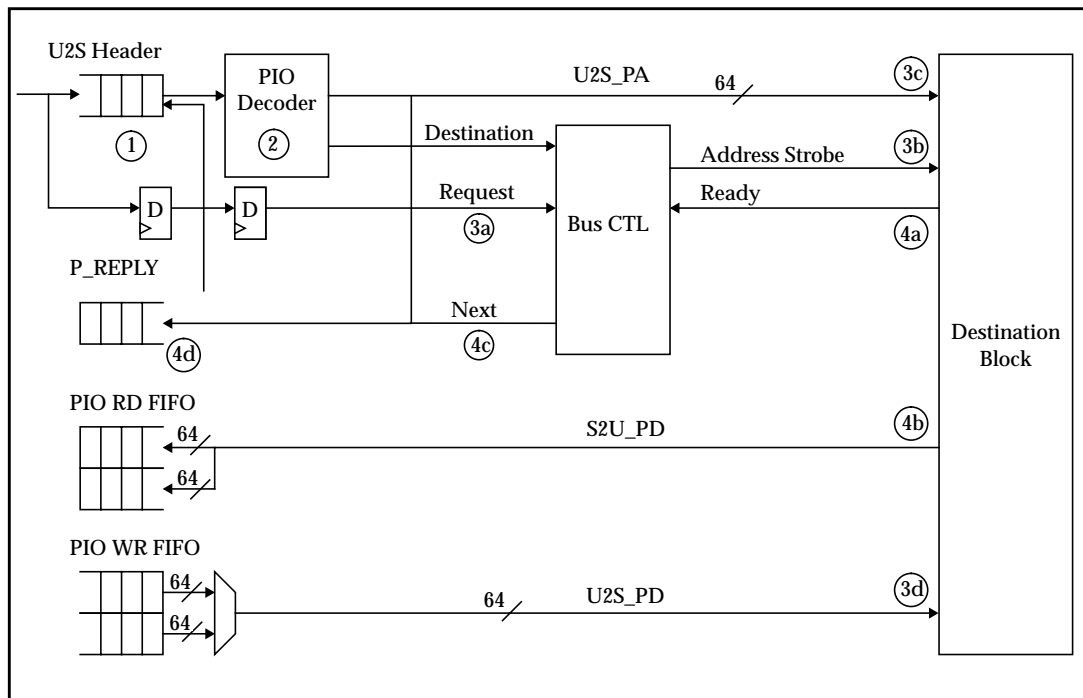 U2S Header
PIO
Decoder
U2S_PA
64
3c
1
2
Destination
Address Strobe
3b
D
D
Request
3a
Bus CTL
Ready
4a
P_REPLY
Next
4c
4d
Destination
Block
PIO RD FIFO
64
64
S2U_PD
4b
PIO WR FIFO
64
64
64
U2S_PD
3d